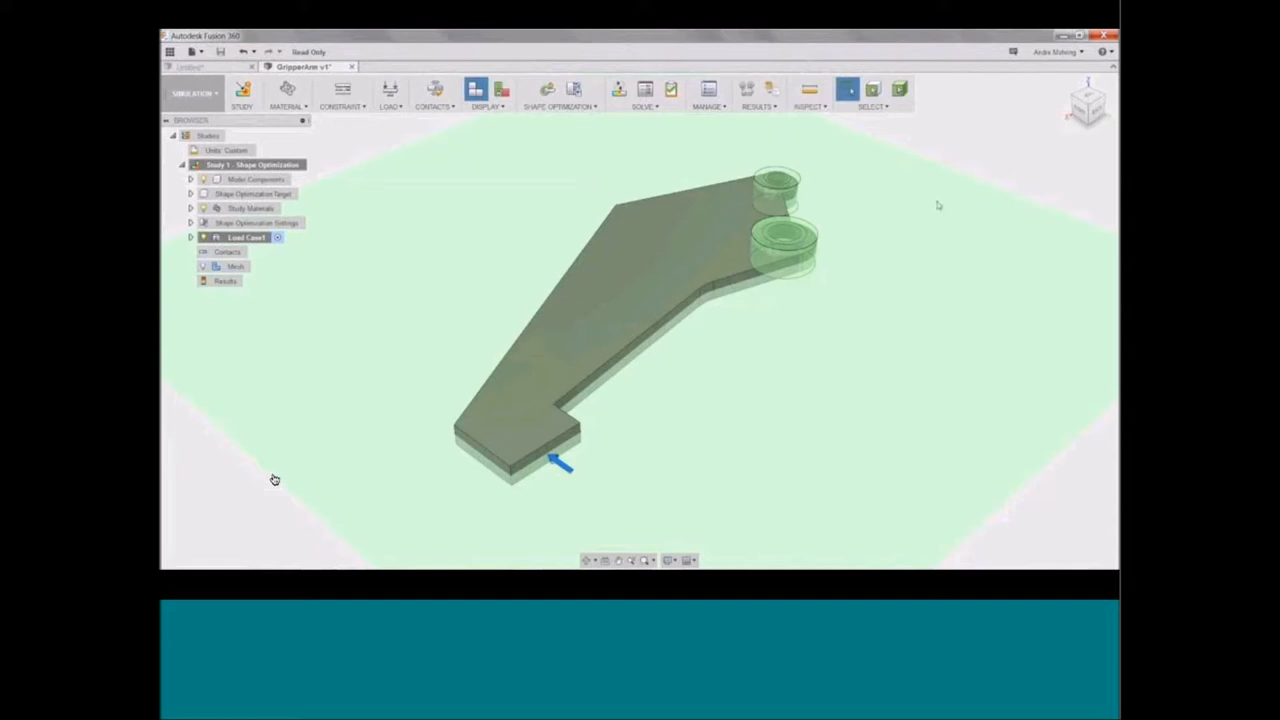 Autodesk Fusion 360
Read Only
Untitled*
GripperArm v1*
SIMULATION
STUDY
MATERIAL
CONSTRAINT
LOAD
CONTACTS
DISPLAY
SHAPE OPTIMIZATION
SOLVE
MANAGE
RESULTS
INSPECT
SELECT
BROWSER
Studies
Units: Custom
Study 1 - Shape Optimization
Model Components
Shape Optimization Target
Study Materials
Shape Optimization Settings
Load Case1
Contacts
Mesh
Results